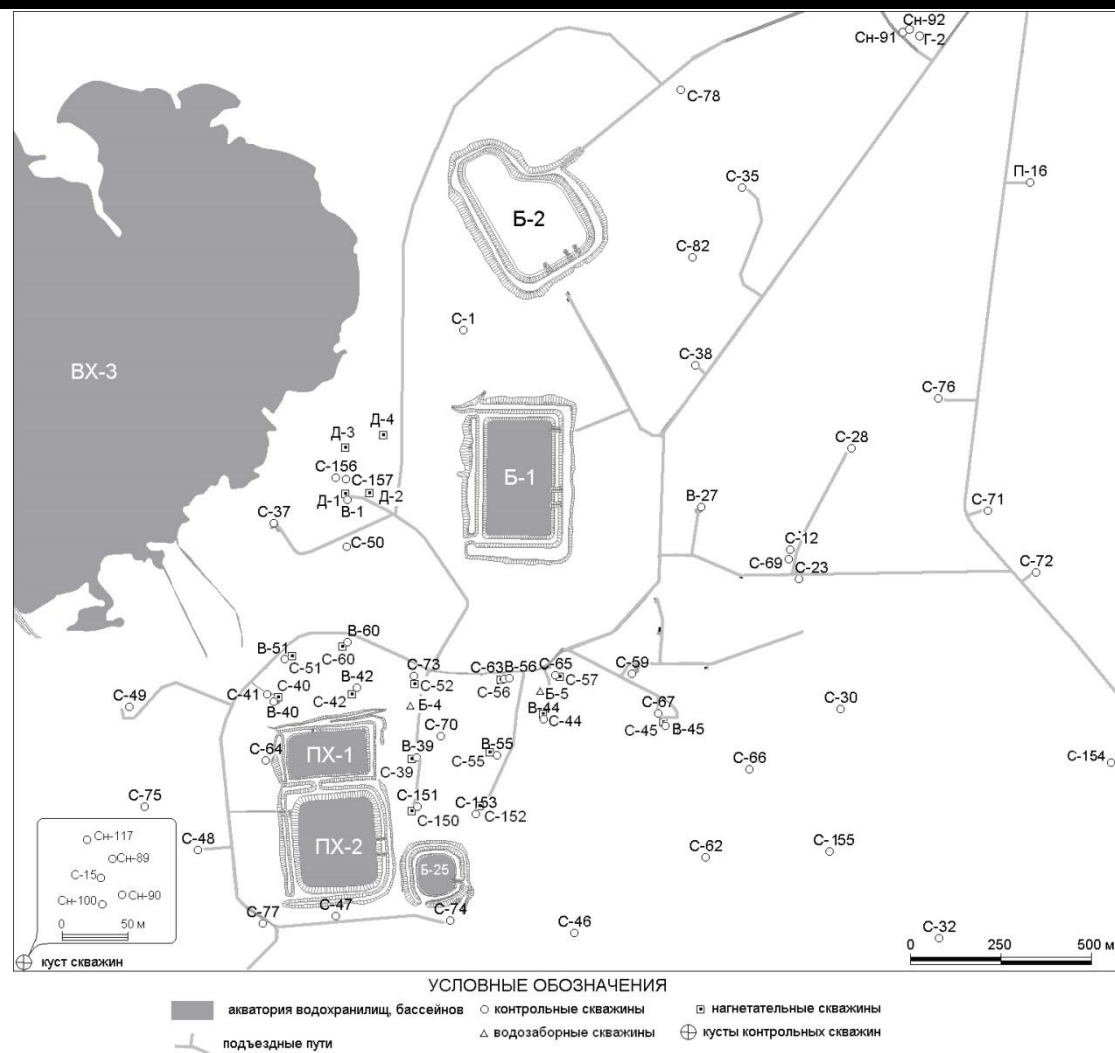 Сн-92
Сн-91
Г-2
С-78
П-16
С-35
Б-2
С-82
С-1
ВХ-3
С-38
С-76
Д-4
Д-3
С-28
С-156
С-157
Б-1
Д-1
Д-2
В-1
С-37
В-27
С-71
С-50
С-12
С-69
С-23
С-72
В-60
В-51
С-51
С-60
С-73
С-63
В-56
С-65
С-59
С-41
С-40
В-42
С-52
С-56
С-57
С-49
В-40
С-42
Б-4
Б-5
В-44
С-44
С-67
С-30
С-45
В-45
С-70
С-64
ПХ-1
В-39
В-55
С-39
С-55
С-66
С-154
С-75
С-151
С-150
С-153
С-152
С-48
ПХ-2
Б-25
С-62
С-155
Сн-117
Сн-89
С-15
Сн-90
Сн-100
0 50 м
С-77
С-47
С-74
С-46
С-32
куст скважин
0 250 500 м
УСЛОВНЫЕ ОБОЗНАЧЕНИЯ
акватория водохранилищ, бассейнов
контрольные скважины
нагнетательные скважины
водозаборные скважины
кусты контрольных скважин
подъездные пути